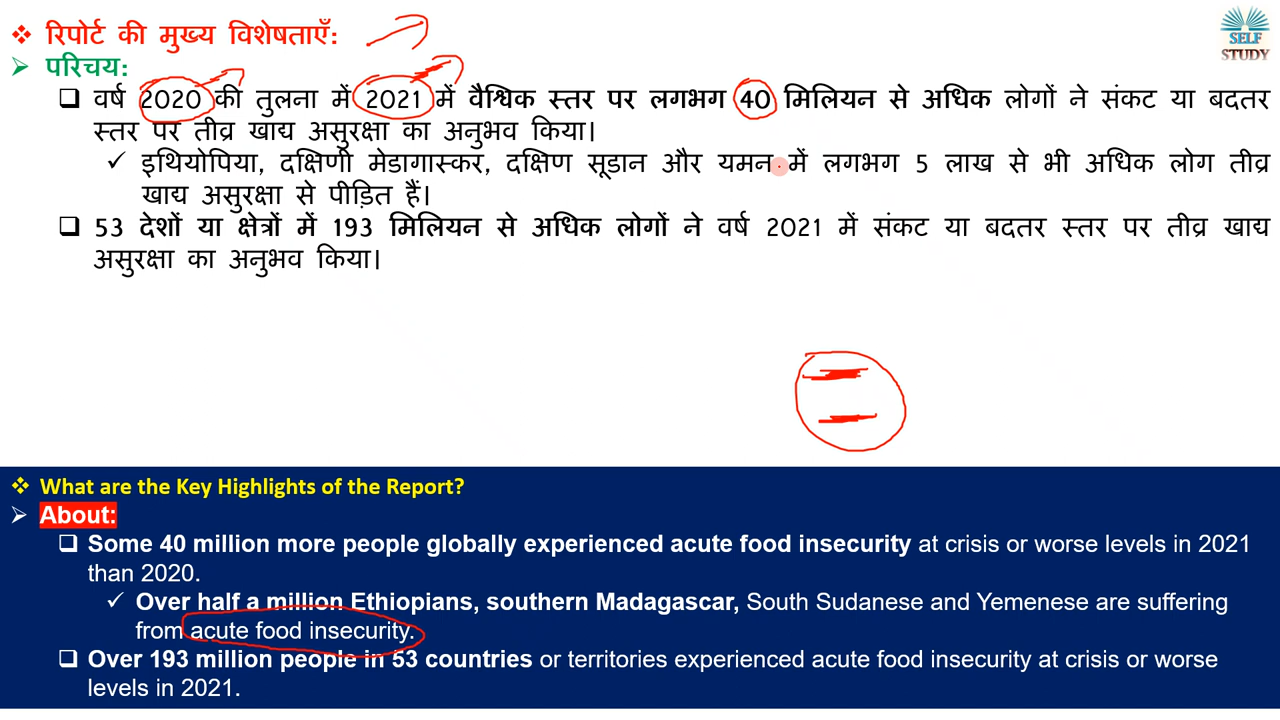 ❖ रिपोर्ट की मुख्य विशेषताएँ:
SELF
STUDY
➢ परिचय:
❑ वर्ष 2020 की तुलना में 2021 में वैश्विक स्तर पर लगभग 40 मिलियन से अधिक लोगों ने संकट या बदतर
स्तर पर तीव्र खाद्य असुरक्षा का अनुभव किया।
✓ इथियोपिया, दक्षिणी मेडागास्कर, दक्षिण सूडान और यमन में लगभग 5 लाख से भी अधिक लोग तीव्र
खाद्य असुरक्षा से पीड़ित हैं।
❑ 53 देशों या क्षेत्रों में 193 मिलियन से अधिक लोगों ने वर्ष 2021 में संकट या बदतर स्तर पर तीव्र खाद्य
असुरक्षा का अनुभव किया।
❖ What are the Key Highlights of the Report?
➢ About:
❑ Some 40 million more people globally experienced acute food insecurity at crisis or worse levels in 2021
than 2020.
✓ Over half a million Ethiopians, southern Madagascar, South Sudanese and Yemenese are suffering
from acute food insecurity.
❑ Over 193 million people in 53 countries or territories experienced acute food insecurity at crisis or worse
levels in 2021.